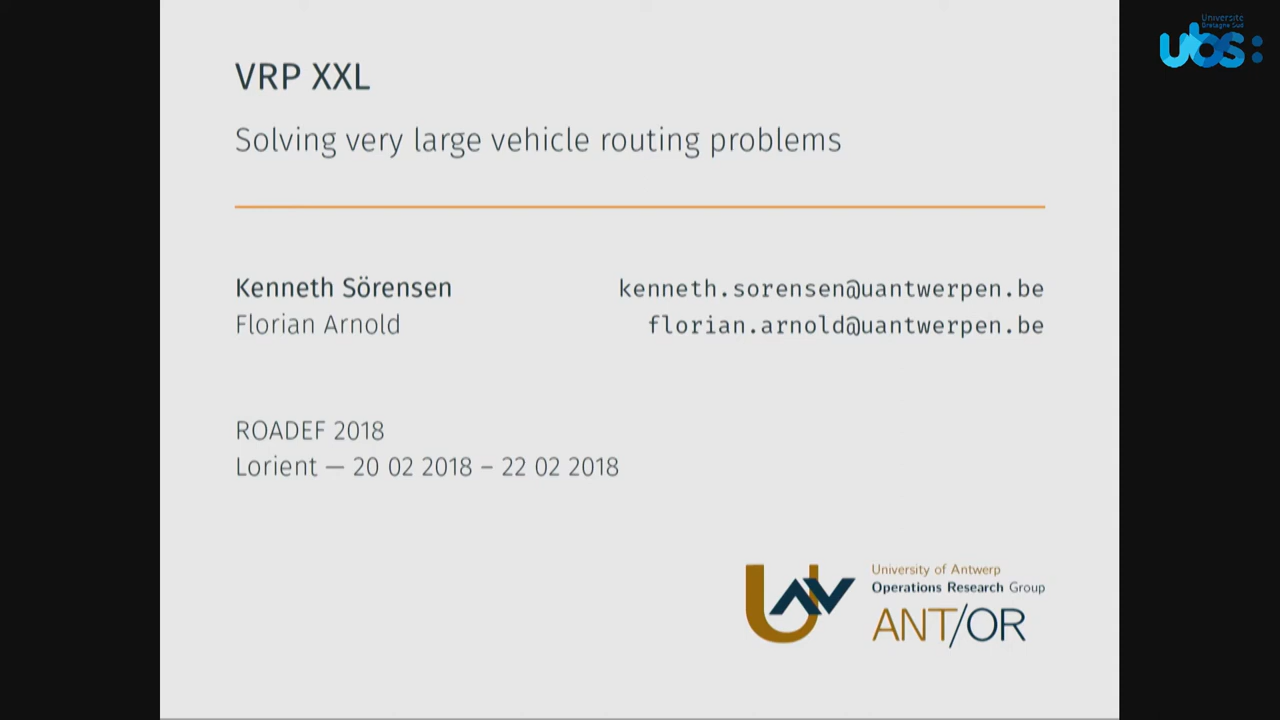 Université
Bretagne Sud
ubs:
VRP XXL
Solving very large vehicle routing problems
Kenneth Sörensen kenneth.sorensen@uantwerpen.be
Florian Arnold florian.arnold@uantwerpen.be
ROADEF 2018
Lorient — 20 02 2018 – 22 02 2018
University of Antwerp
Operations Research Group
ANT/OR